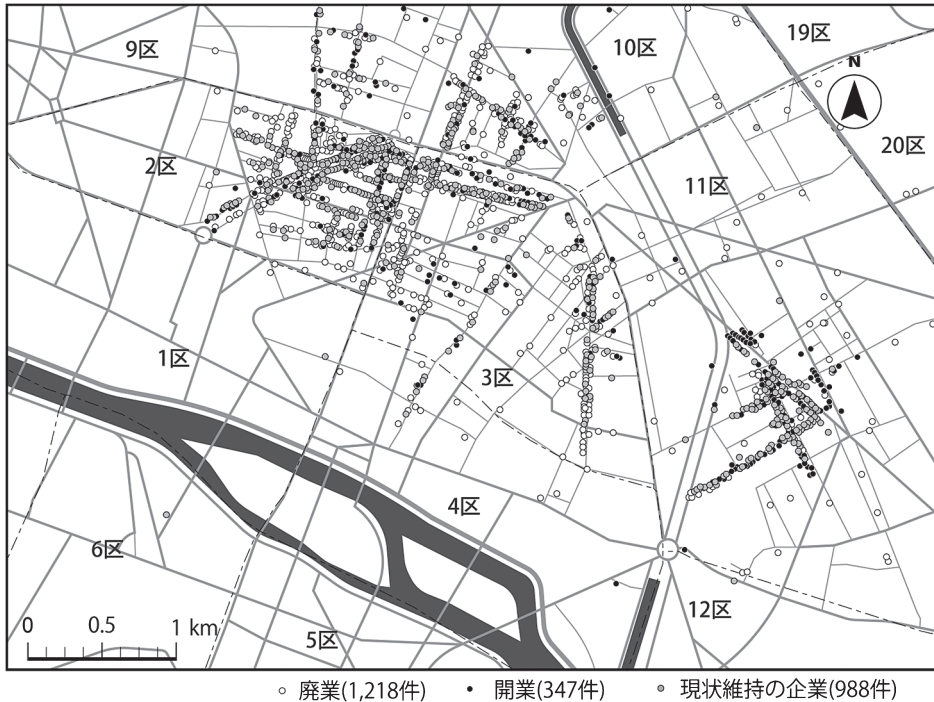 9区
10区
19区
N
2区
20区
11区
1区
3区
4区
6区
12区
5区
0 0.5 1 km
廃業(1,218件) 開業(347件) 現状維持の企業(988件)